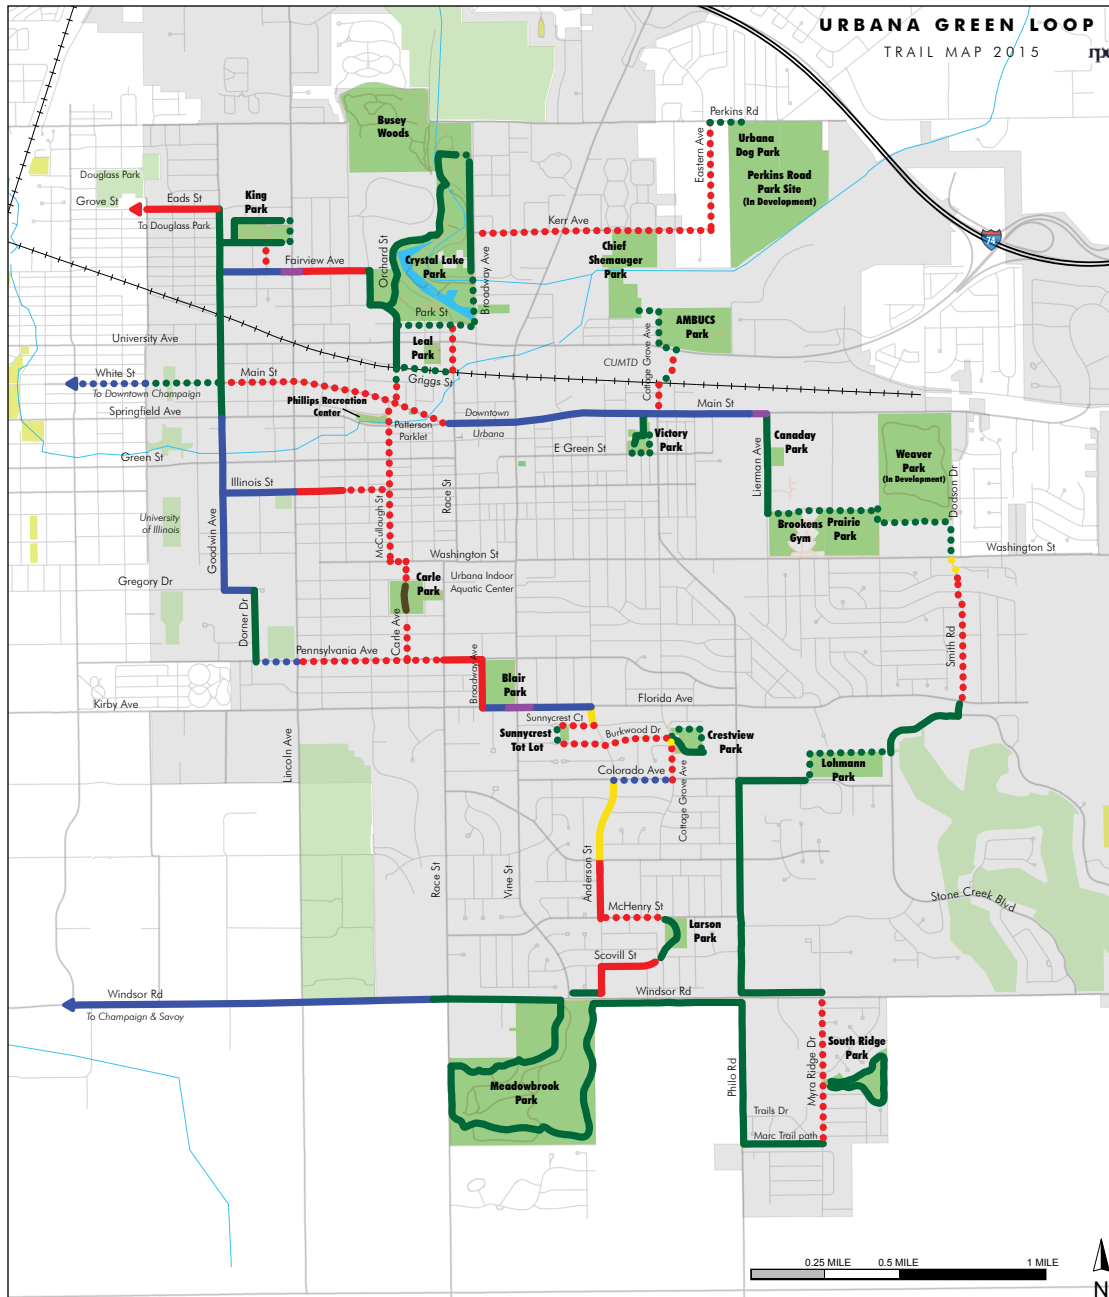 URBANA GREEN LOOP
TRAIL MAP 2015
rpc
Perkins Rd
Busey
Woods
Eastern Ave
Urbana
Dog Park
Perkins Road
Park Site
(In Development)
Douglass Park
Grove St
Eads St
To Douglass Park
King
Park
Kerr Ave
74
Orchard St
Chief
Shemauger
Park
Fairview Ave
Crystal Lake
Park
Broadway Ave
Park St
AMBUCS
Park
University Ave
Leal
Park
Cottage Grove Ave
CUMTD
White St
Main St
Griggs St
To Downtown Champaign
Springfield Ave
Phillips Recreation
Center
Patterson
Parklet
Downtown
Urbana
Main St
E Green St
Victory
Park
Canaday
Park
Green St
Lierman Ave
Weaver
Park
(In Development)
Dodson Dr
Illinois St
Race St
McCullough St
University
of Illinois
Goodwin Ave
Brookens
Gym
Prairie
Park
Washington St
Washington St
Gregory Dr
Carle
Park
Urbana Indoor
Aquatic Center
Dorner Dr
Carle Ave
Smith Rd
Pennsylvania Ave
Broadway Ave
Blair
Park
Kirby Ave
Florida Ave
Sunnycrest Ct
Sunnycrest
Tot Lot
Burkwood Dr
Crestview
Park
Lincoln Ave
Colorado Ave
Cottage Grove Ave
Lohmann
Park
Race St
Vine St
Anderson St
Stone Creek Blvd
McHenry St
Larson
Park
Scovill St
Windsor Rd
Windsor Rd
To Champaign & Savoy
South Ridge
Park
Myra Ridge Dr
Philo Rd
Meadowbrook
Park
Trails Dr
Marc Trail path
0.25 MILE
0.5 MILE
1 MILE
N